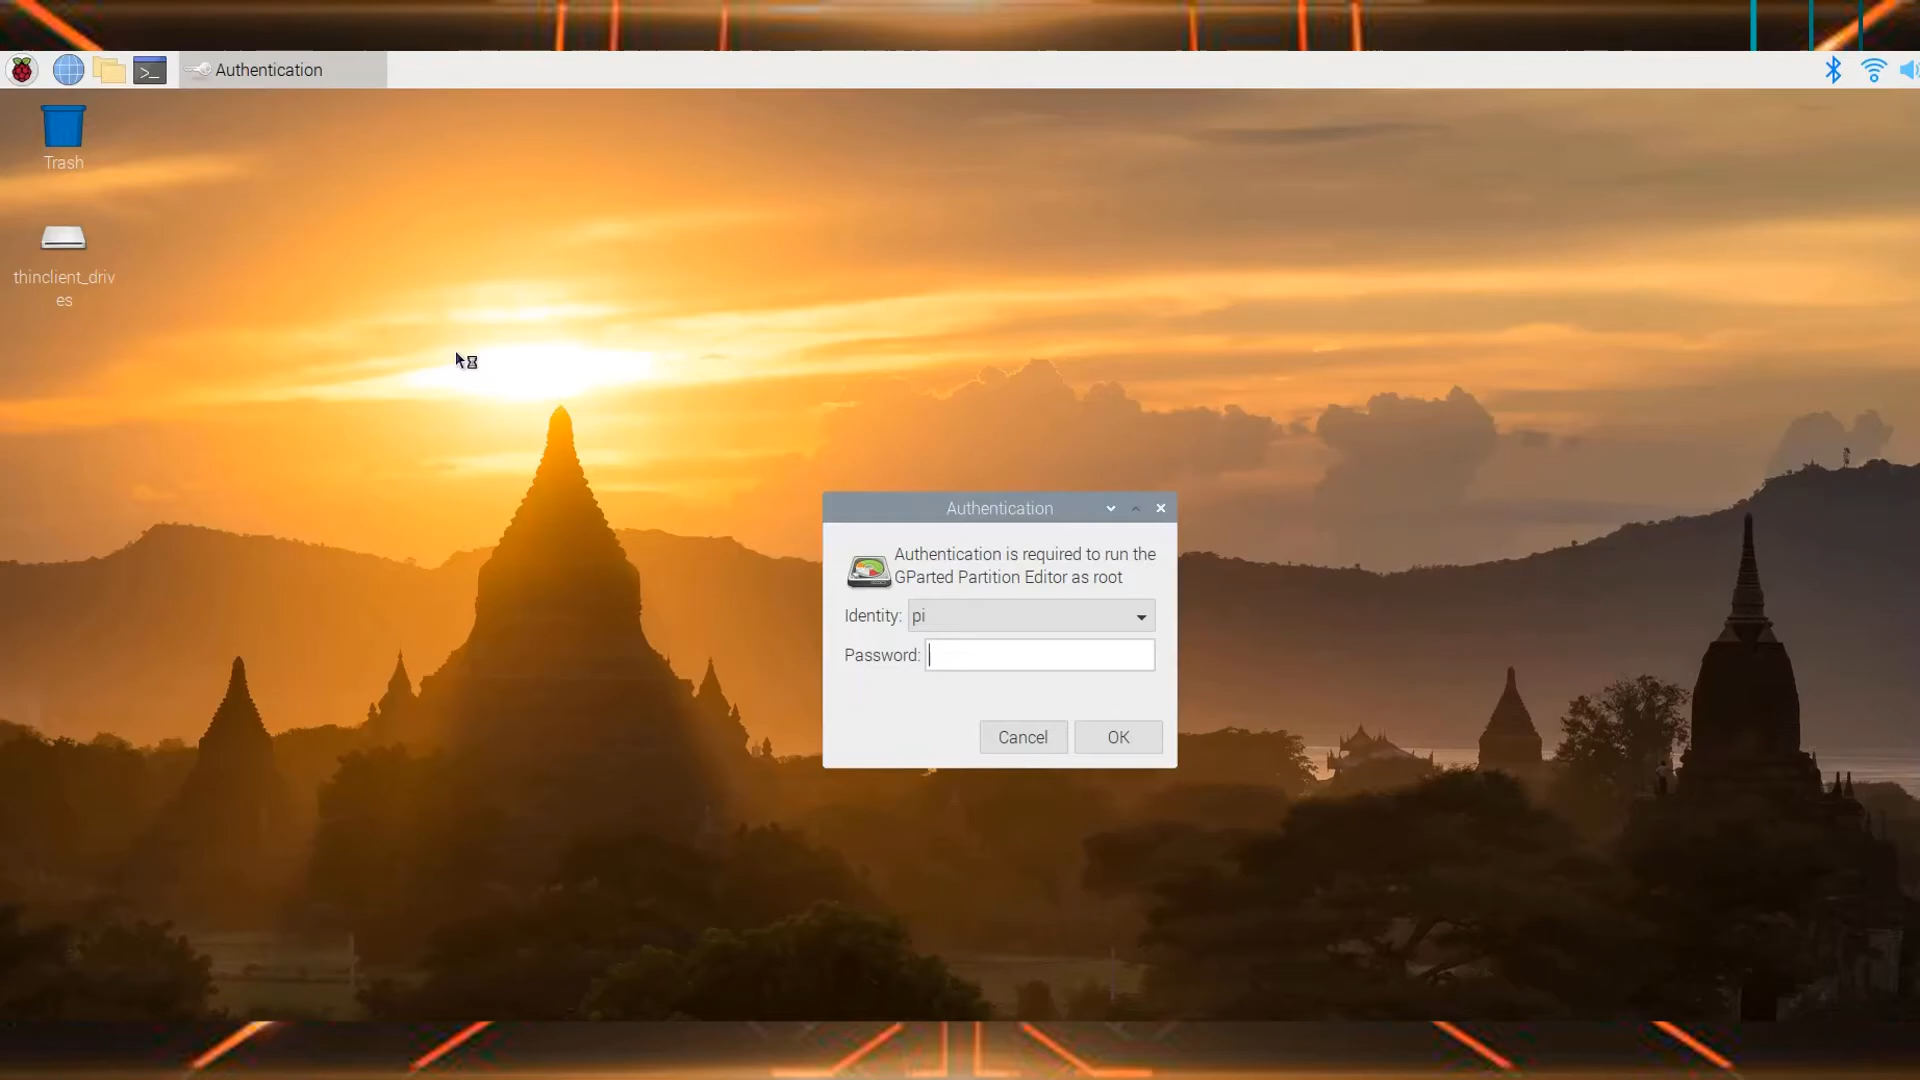 Authentication
Trash
thinclient_driv
es
Authentication
Authentication is required to run the
GParted Partition Editor as root
Identity: pi
Password:
Cancel OK